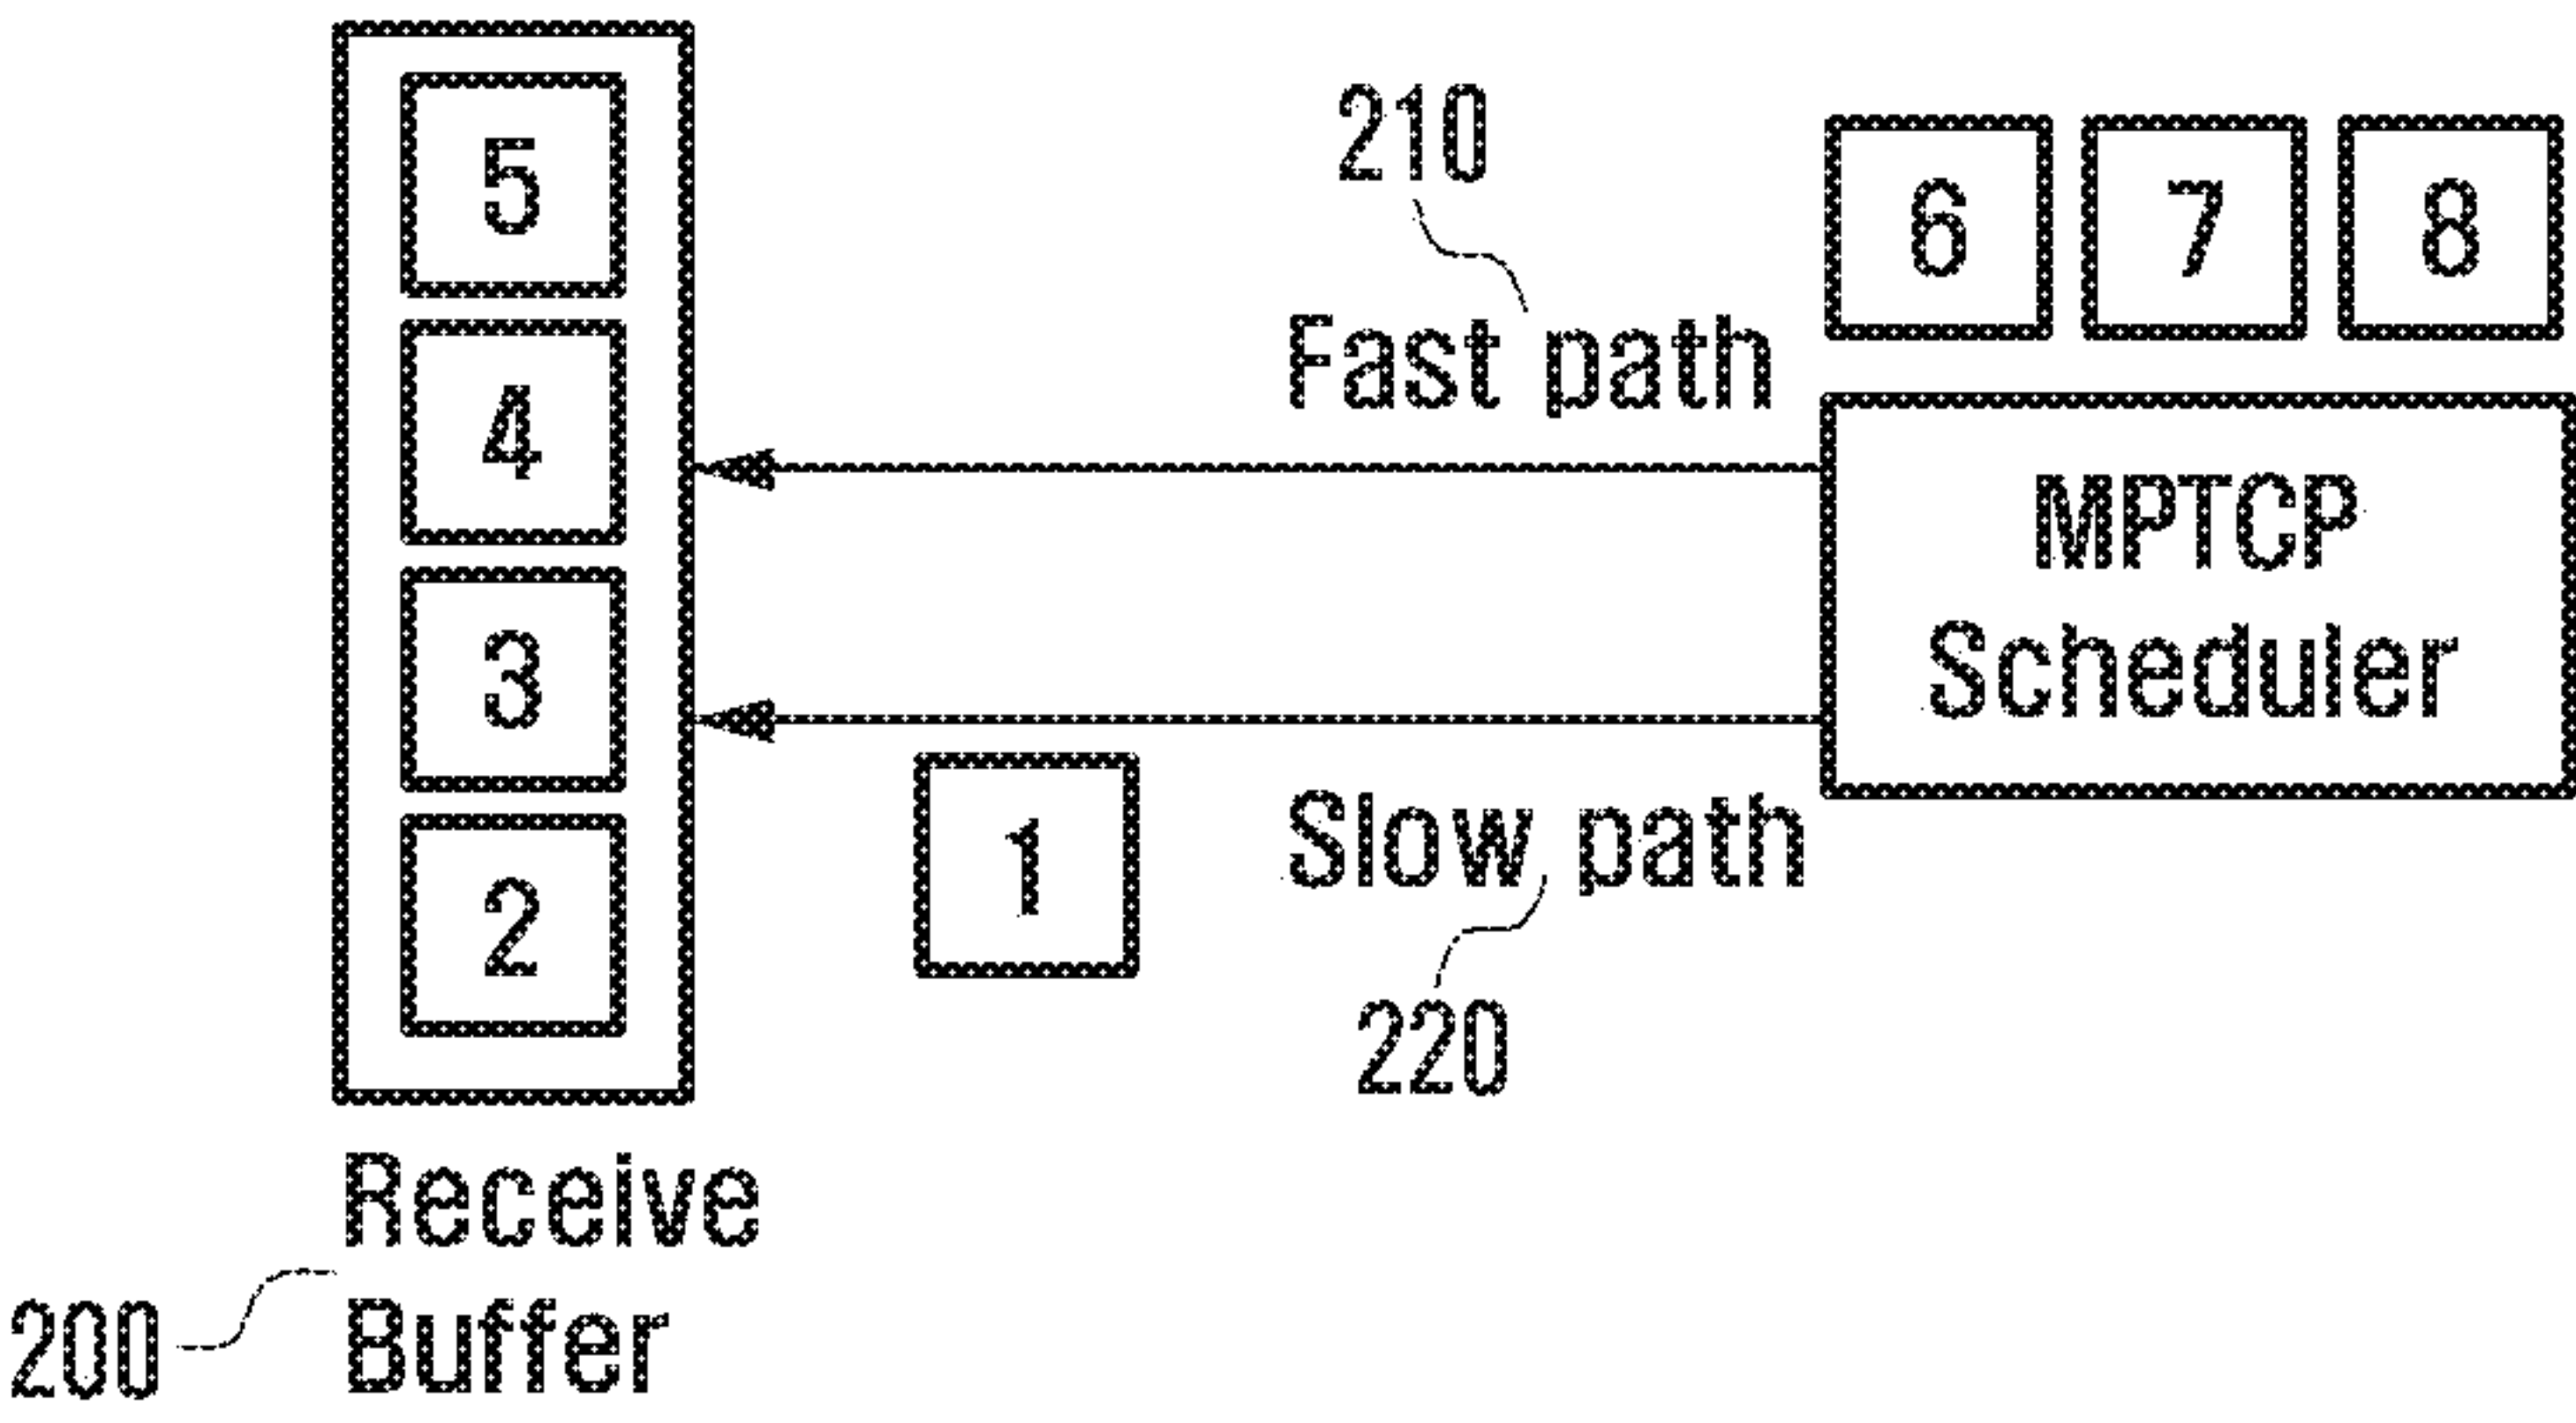 5
4
3
2
Receive
Buffer
200
210
Fast path
1
Slow path
220
6 7 8
MPTCP
Scheduler